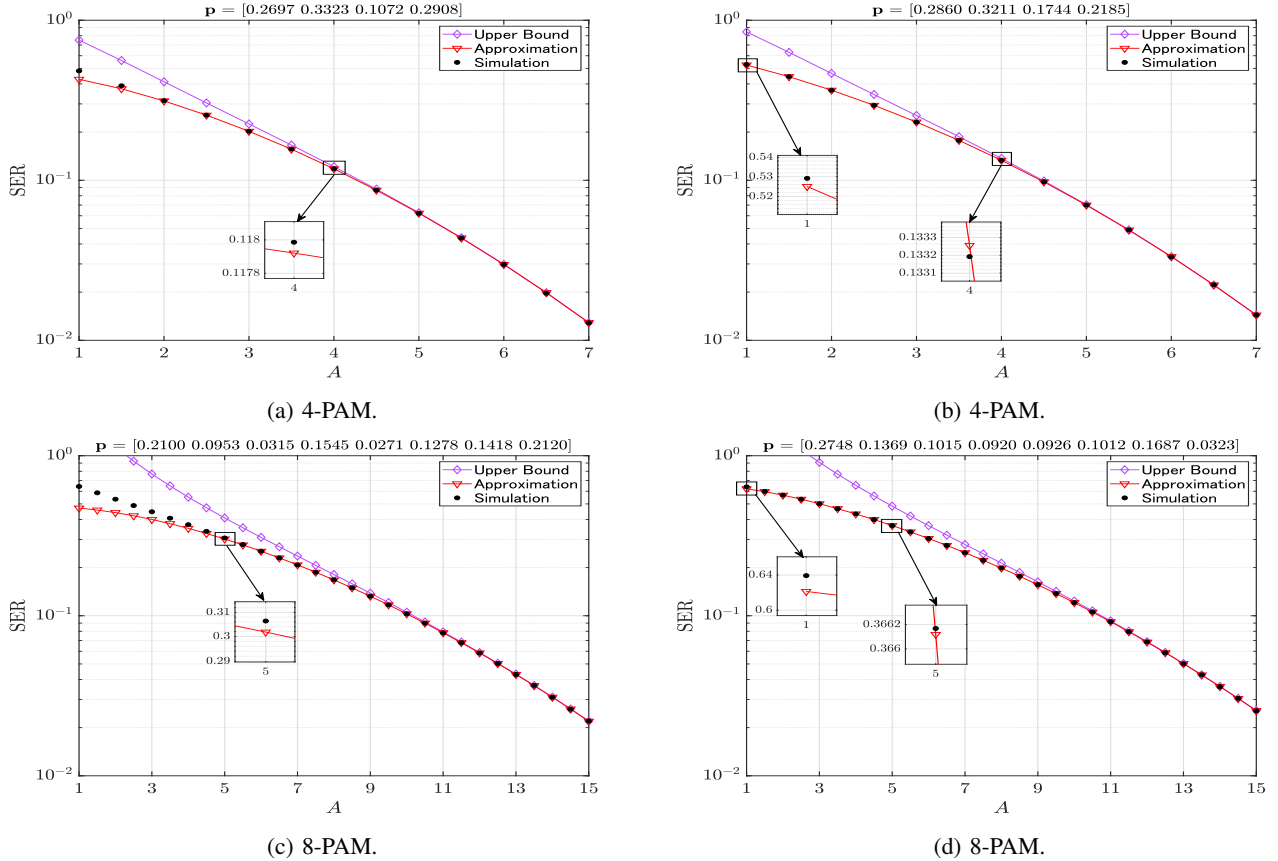 p = [0.2697 0.3323 0.1072 0.2908]
10^0
10^-1
10^-2
SER
Upper Bound
Approximation
Simulation
0.118
0.1178
4
1 2 3 4 5 6 7
A
(a) 4-PAM.
p = [0.2860 0.3211 0.1744 0.2185]
10^0
10^-1
10^-2
SER
Upper Bound
Approximation
Simulation
0.54
0.53
0.52
1
0.1333
0.1332
0.1331
4
1 2 3 4 5 6 7
A
(b) 4-PAM.
p = [0.2100 0.0953 0.0315 0.1545 0.0271 0.1278 0.1418 0.2120]
10^0
10^-1
10^-2
SER
Upper Bound
Approximation
Simulation
0.31
0.3
0.29
5
1 3 5 7 9 11 13 15
A
(c) 8-PAM.
p = [0.2748 0.1369 0.1015 0.0920 0.0926 0.1012 0.1687 0.0323]
10^0
10^-1
10^-2
SER
Upper Bound
Approximation
Simulation
0.64
0.6
1
0.3662
0.366
5
1 3 5 7 9 11 13 15
A
(d) 8-PAM.